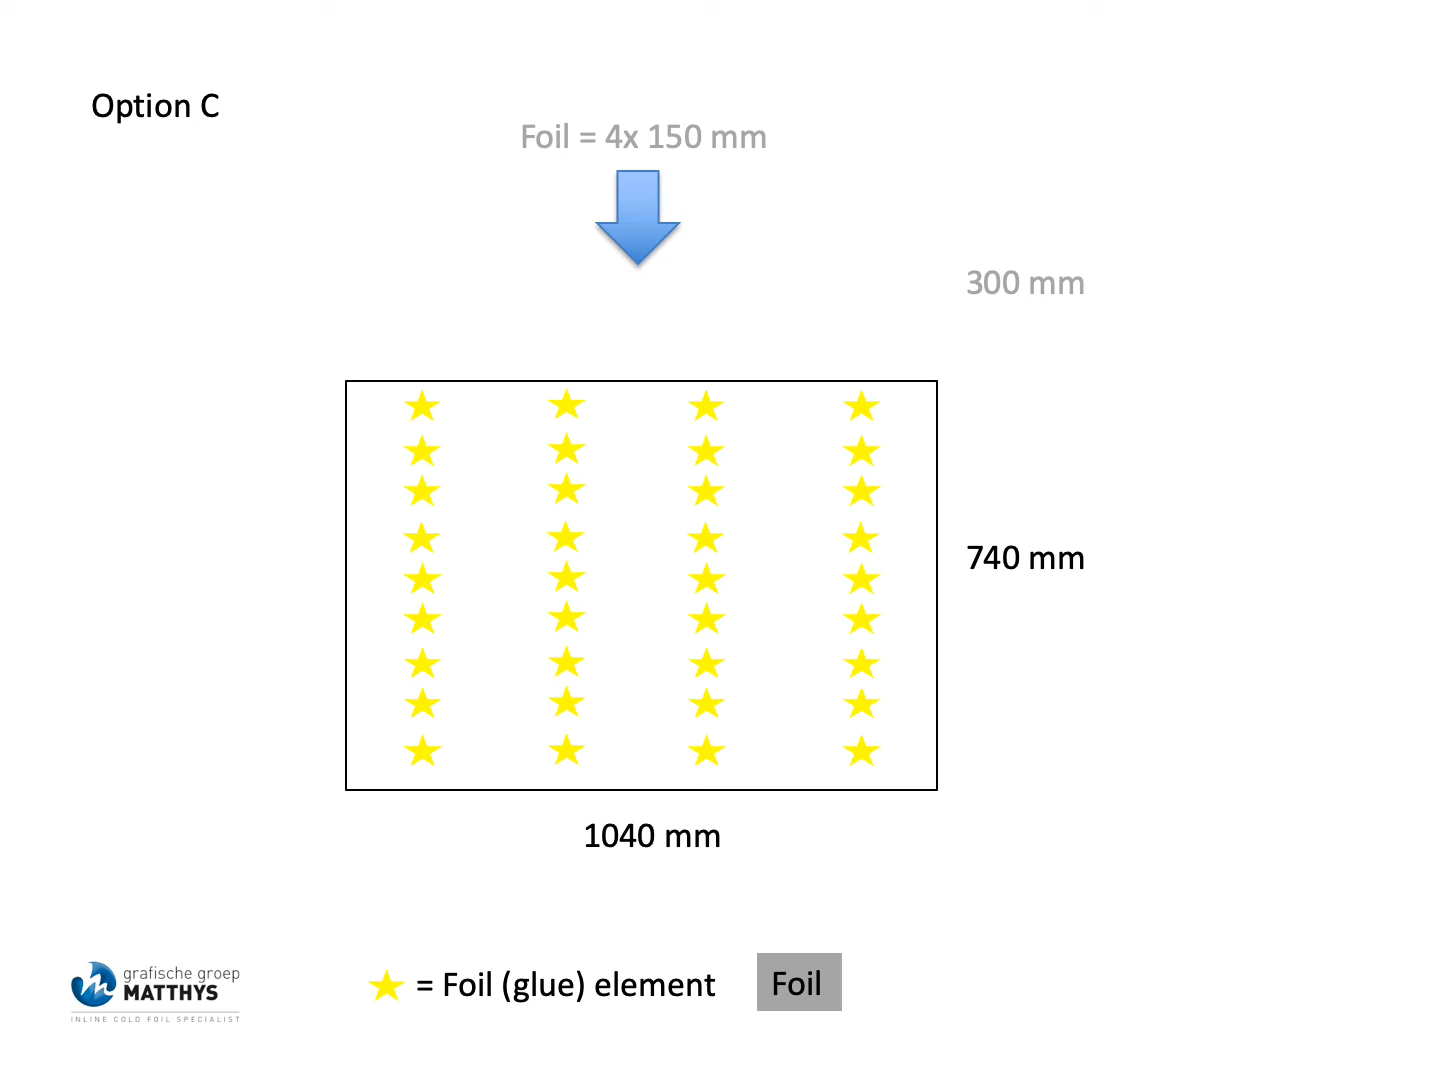 Option C
Foil = 4x 150 mm
300 mm
740 mm
1040 mm
= Foil (glue) element
Foil
grafische groep
MATTHYS
INLINE COLD FOIL SPECIALIST